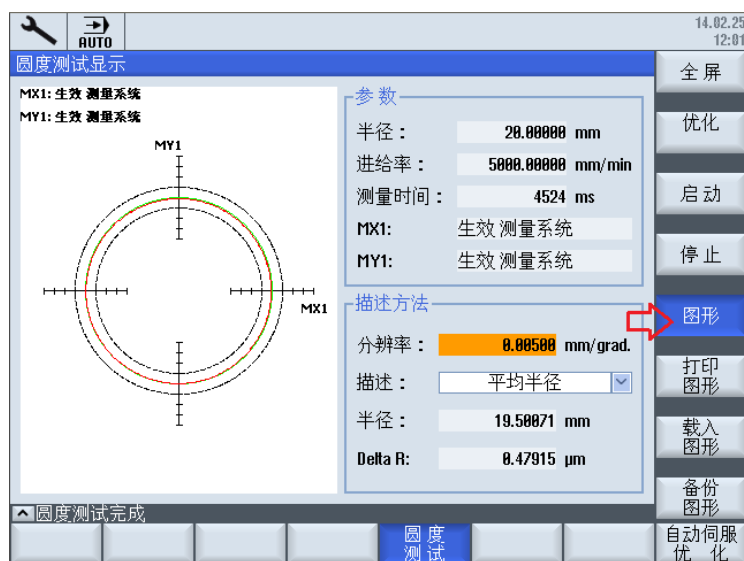 AUTO
14.02.25
12:01
圆度测试显示
MX1: 生效 测量系统
MY1: 生效 测量系统
MY1
MX1
参数
半径：
20.00000 mm
进给率：
5000.00000 mm/min
测量时间：
4524 ms
MX1:
生效 测量系统
MY1:
生效 测量系统
描述方法
分辨率：
0.00500 mm/grad.
描述：
平均半径
半径：
19.50071 mm
Delta R:
0.47915 µm
圆度测试完成
全屏
优化
启动
停止
图形
打印
图形
载入
图形
备份
图形
圆度
测试
自动伺服
优 化